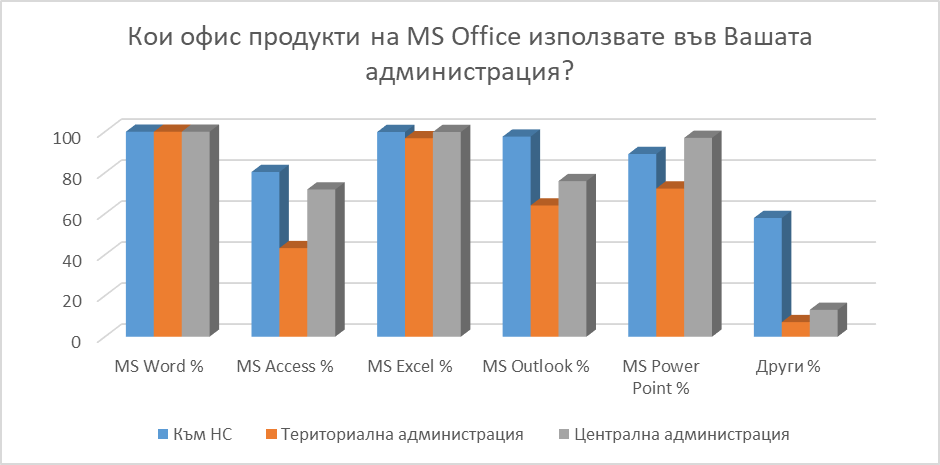 Кои офис продукти на MS Office използвате във Вашата
администрация?
100
80
60
40
20
0
MS Word %
MS Access %
MS Excel %
MS Outlook %
MS Power
Point %
Други %
Към НС
Териториална администрация
Централна администрация